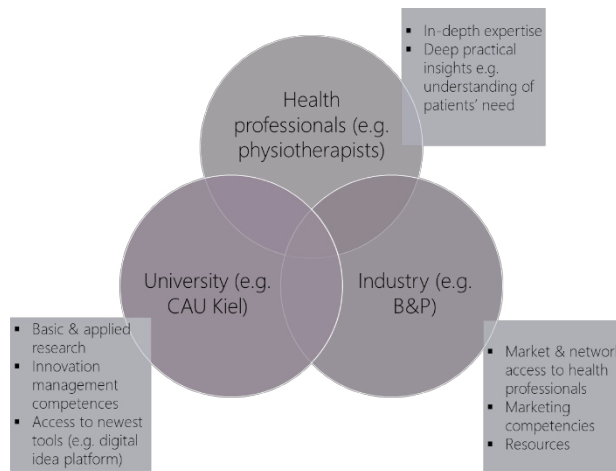 ▪ In-depth expertise
▪ Deep practical
insights e.g.
understanding of
patients' need
Health
professionals (e.g.
physiotherapists)
University (e.g.
CAU Kiel)
Industry (e.g.
B&P)
▪ Basic & applied
research
▪ Innovation
management
competences
▪ Access to newest
tools (e.g. digital
idea platform)
▪ Market & network
access to health
professionals
▪ Marketing
competencies
▪ Resources